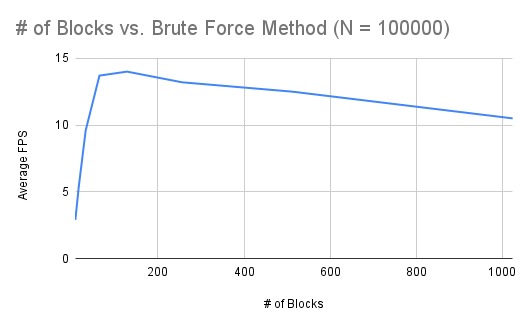 # of Blocks vs. Brute Force Method (N = 100000)
15
10
5
0
Average FPS
200 400 600 800 1000
# of Blocks